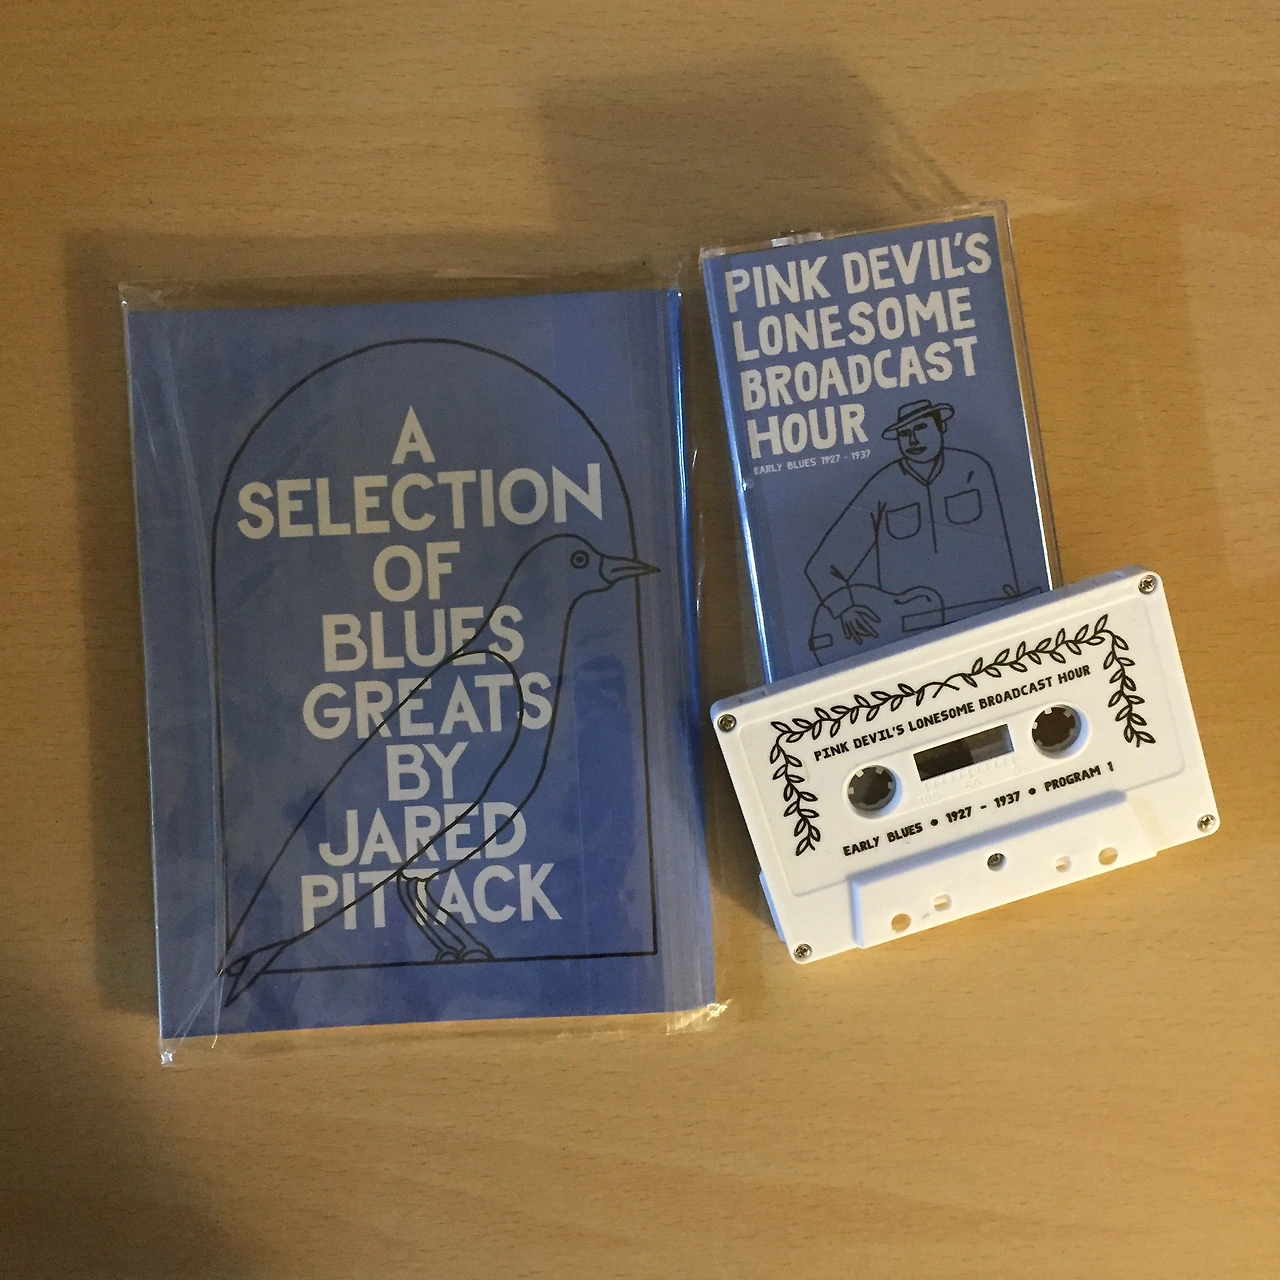 A
SELECTION
OF
BLUES
GREATS
BY
JARED
PITTACK
PINK DEVIL'S
LONESOME
BROADCAST
HOUR
EARLY BLUES 1927 - 1937
PINK DEVIL'S LONESOME BROADCAST HOUR
EARLY BLUES • 1927 - 1937 • PROGRAM 1